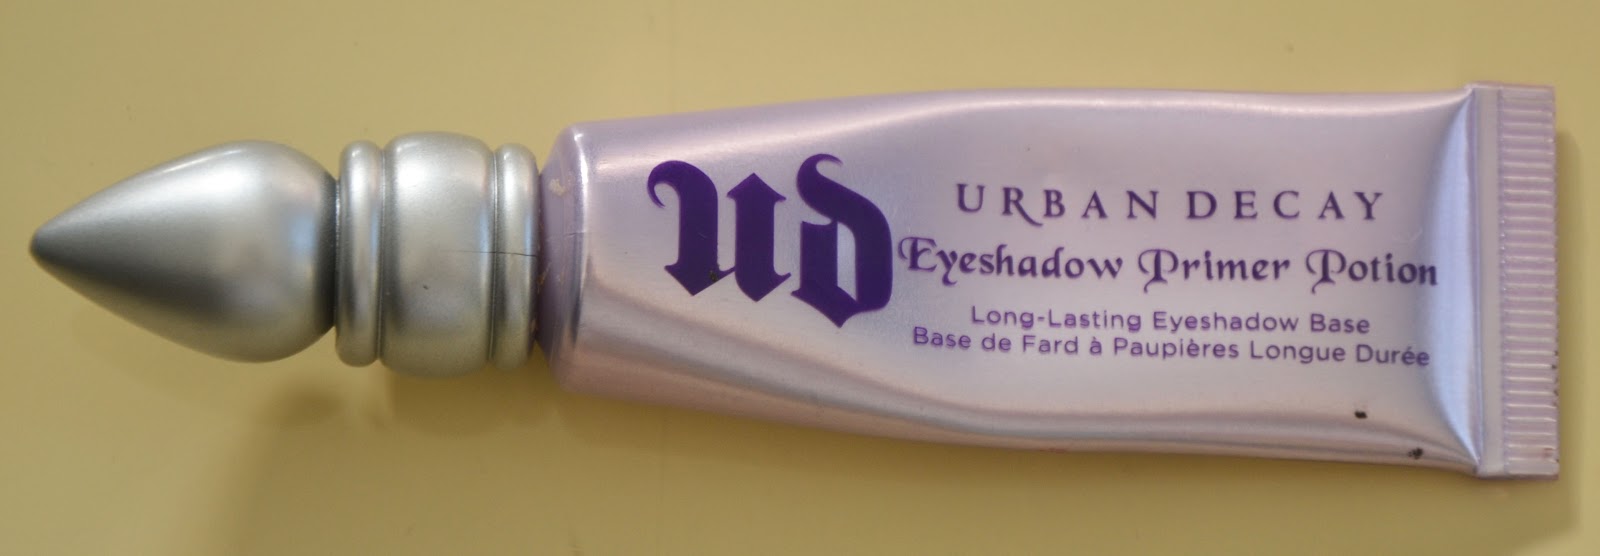 UD
URBAN DECAY
Eyeshadow Primer Potion
Long-Lasting Eyeshadow Base
Base de Fard à Paupières Longue Durée